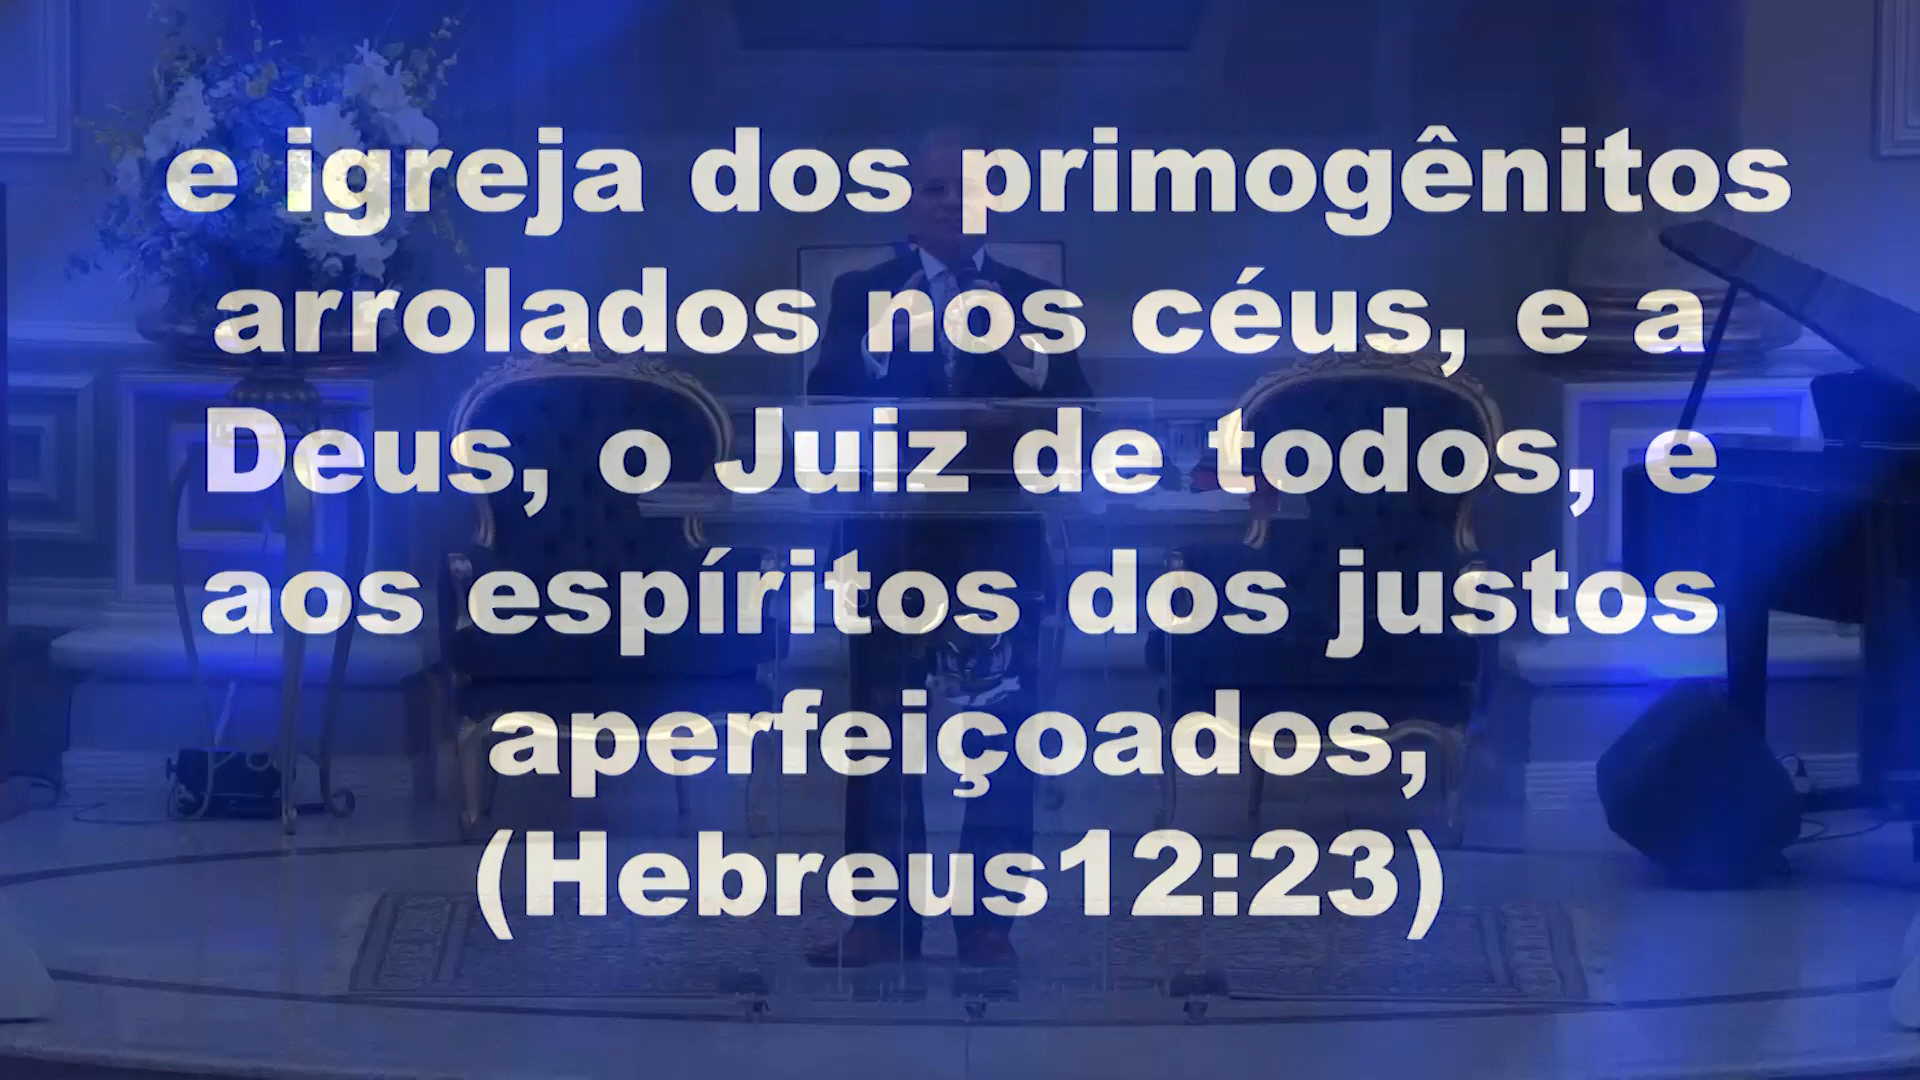 e igreja dos primogênitos
arrolados nos céus, e a
Deus, o Juiz de todos, e
aos espíritos dos justos
aperfeiçoados,
(Hebreus12:23)